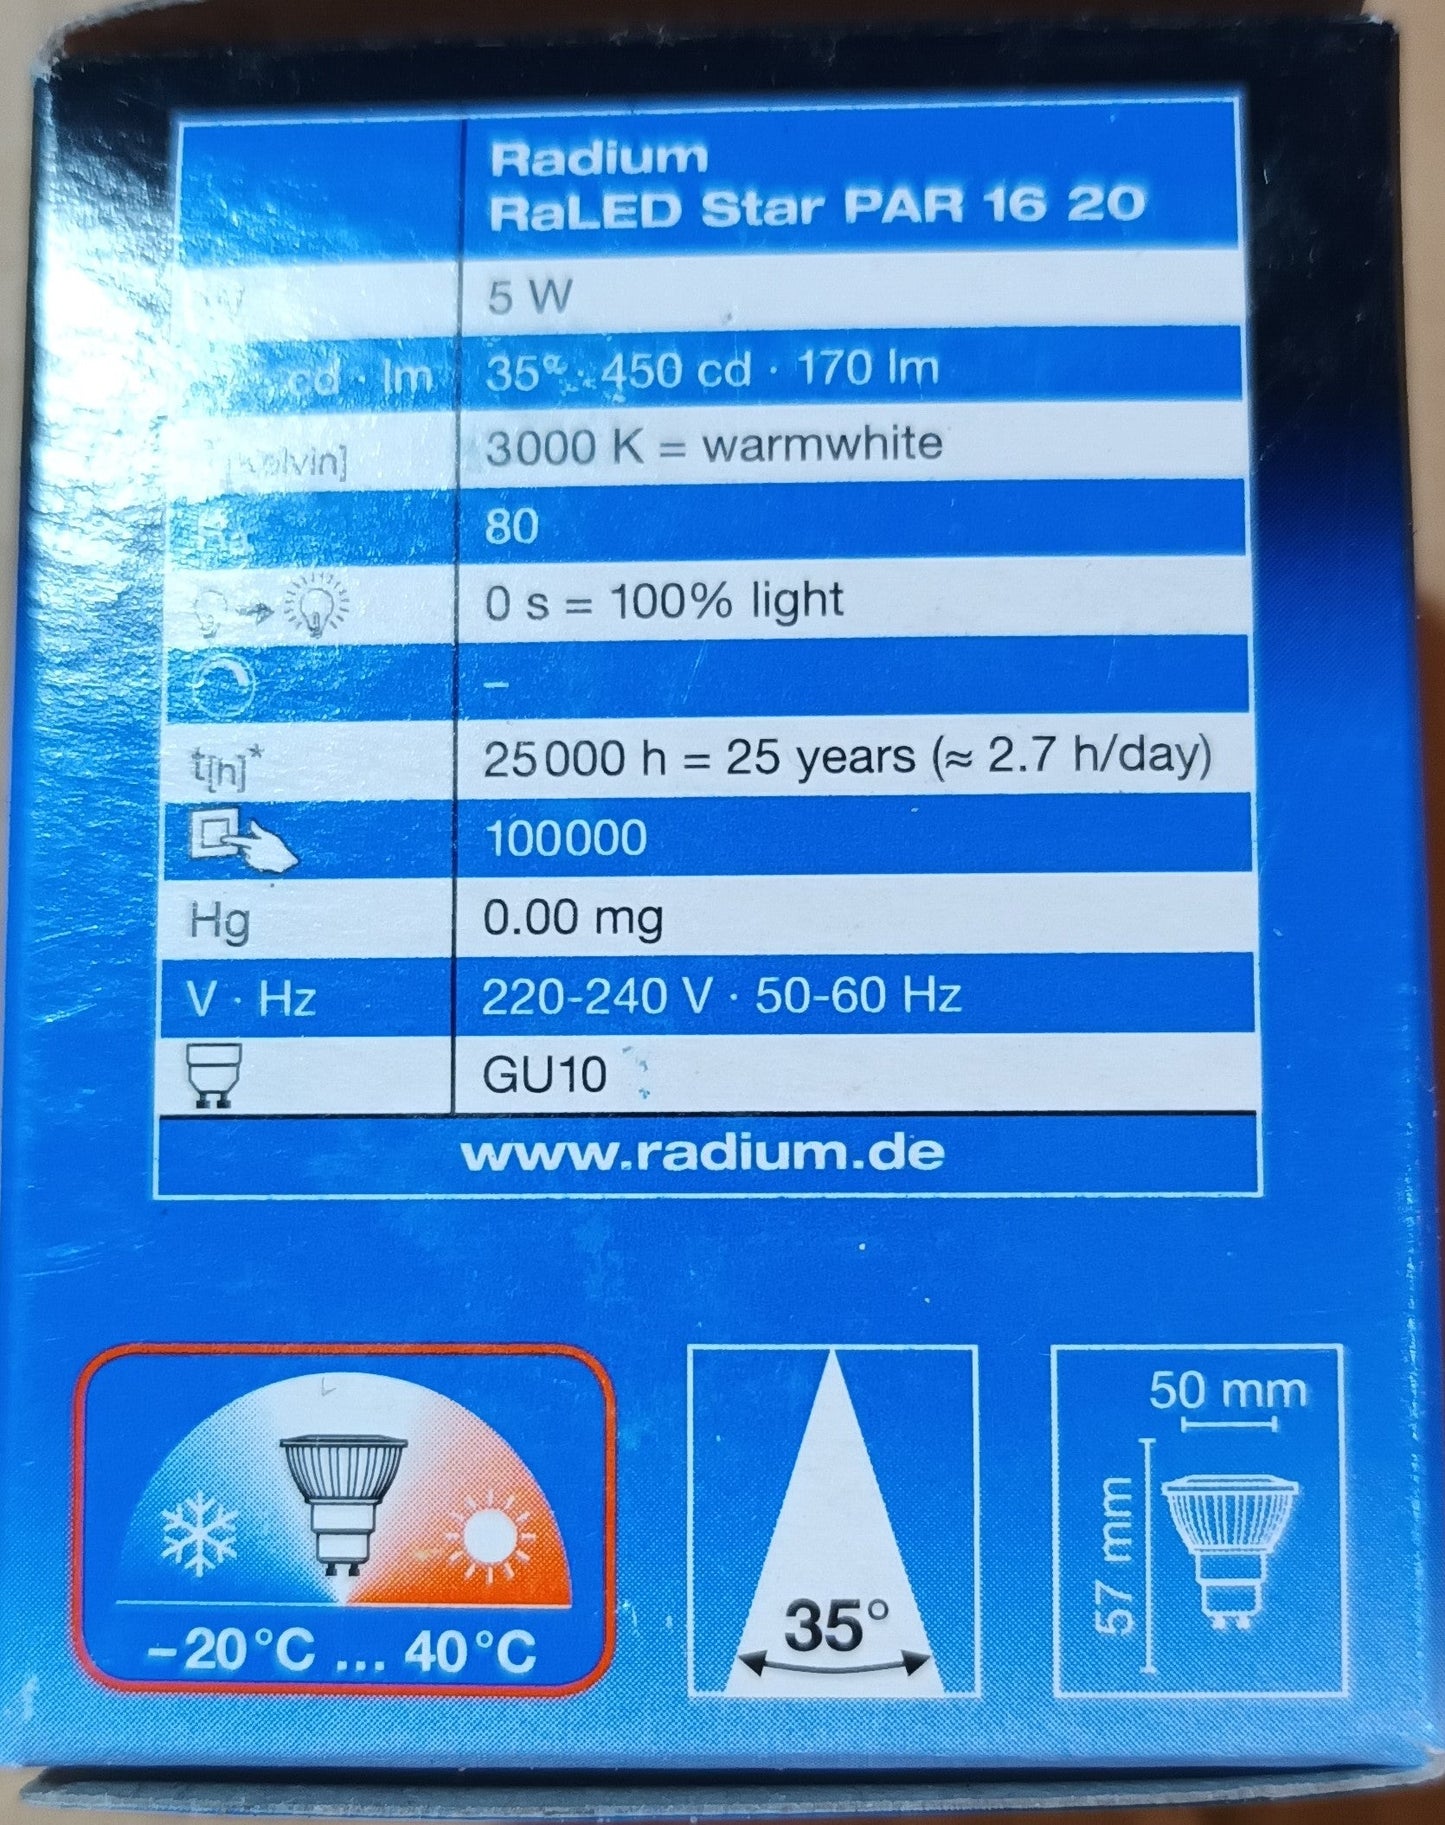 Radium
RaLED Star PAR 16 20
W 5 W
cd · lm 35° · 450 cd · 170 lm
[Kelvin] 3000 K = warmwhite
Ra 80
0 s = 100% light
–
t[h]* 25000 h = 25 years (≈ 2.7 h/day)
100000
Hg 0.00 mg
V · Hz 220-240 V · 50-60 Hz
GU10
www.radium.de
-20°C ... 40°C
35°
50 mm
57 mm